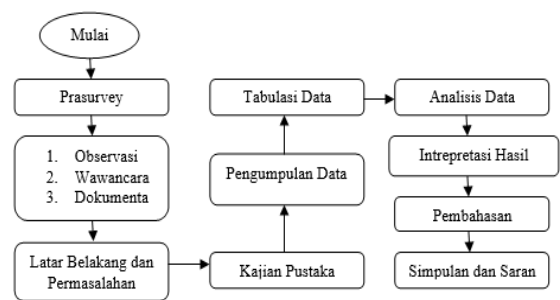 Mulai
Prasurvey
1. Observasi
2. Wawancara
3. Dokumenta
Latar Belakang dan
Permasalahan
Kajian Pustaka
Pengumpulan Data
Tabulasi Data
Analisis Data
Intrepretasi Hasil
Pembahasan
Simpulan dan Saran